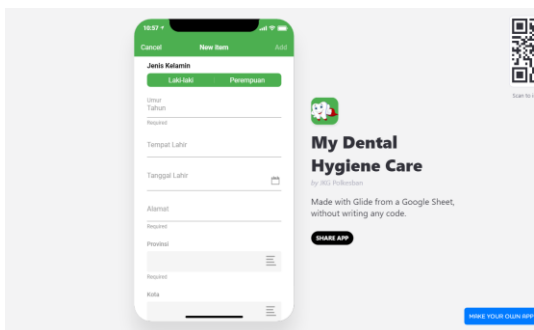 10:57
Cancel New Item Add
Jenis Kelamin
Laki-laki Perempuan
Umur
Tahun
Required
Tempat Lahir
Tanggal Lahir
Alamat
Required
Provinsi
Required
Kota
My Dental
Hygiene Care
Made with Glide from a Google Sheet,
without writing any code.
SHARE APP
Scan to
MAKE YOUR OWN APP